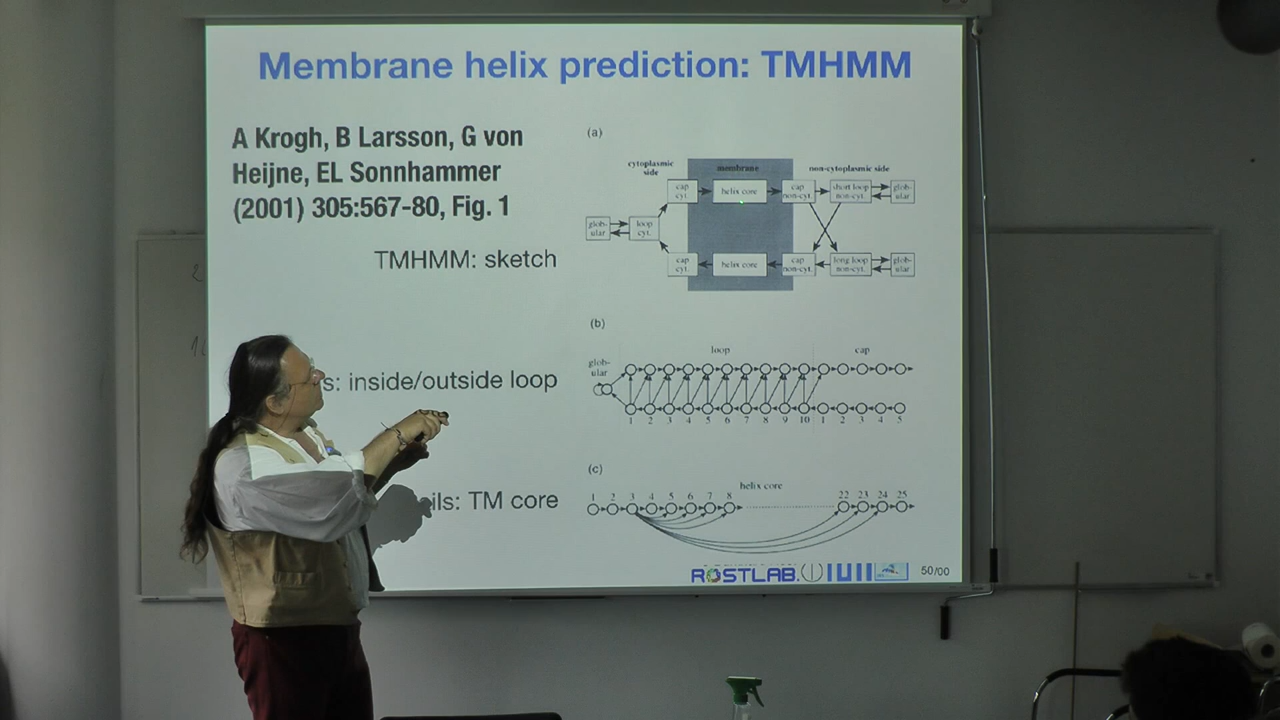 Membrane helix prediction: TMHMM
A Krogh, B Larsson, G von
Heijne, EL Sonnhammer
(2001) 305:567-80, Fig. 1
TMHMM: sketch
s: inside/outside loop
ils: TM core
(a)
cytoplasmic side
membrane
non-cytoplasmic side
cap cyt.
helix core
cap non-cyt.
short loop non-cyt.
glob-ular
glob-ular
loop cyt.
cap cyt.
helix core
cap non-cyt.
long loop non-cyt.
glob-ular
(b)
loop
cap
glob-ular
1 2 3 4 5 6 7 8 9 10 1 2 3 4 5
(c)
helix core
1 2 3 4 5 6 7 8 22 23 24 25
ROSTLAB
50/00